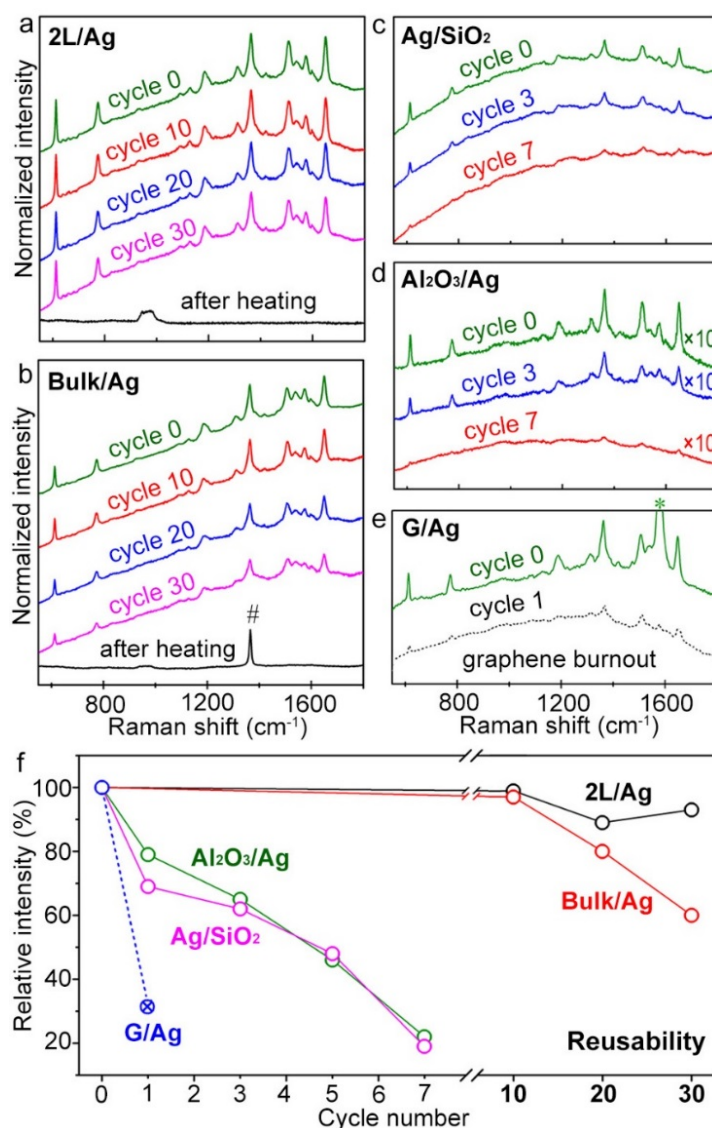 a 2L/Ag
Normalized intensity
cycle 0
cycle 10
cycle 20
cycle 30
after heating
b Bulk/Ag
Normalized intensity
cycle 0
cycle 10
cycle 20
cycle 30
#
after heating
800 1200 1600
Raman shift (cm⁻¹)
c Ag/SiO₂
cycle 0
cycle 3
cycle 7
d Al₂O₃/Ag
cycle 0
×10
cycle 3
×10
cycle 7
×10
e G/Ag
*
cycle 0
cycle 1
graphene burnout
800 1200 1600
Raman shift (cm⁻¹)
f
Relative intensity (%)
100
80
60
40
20
2L/Ag
Bulk/Ag
Al₂O₃/Ag
Ag/SiO₂
G/Ag
Reusability
0 1 3 5 7 10 20 30
Cycle number